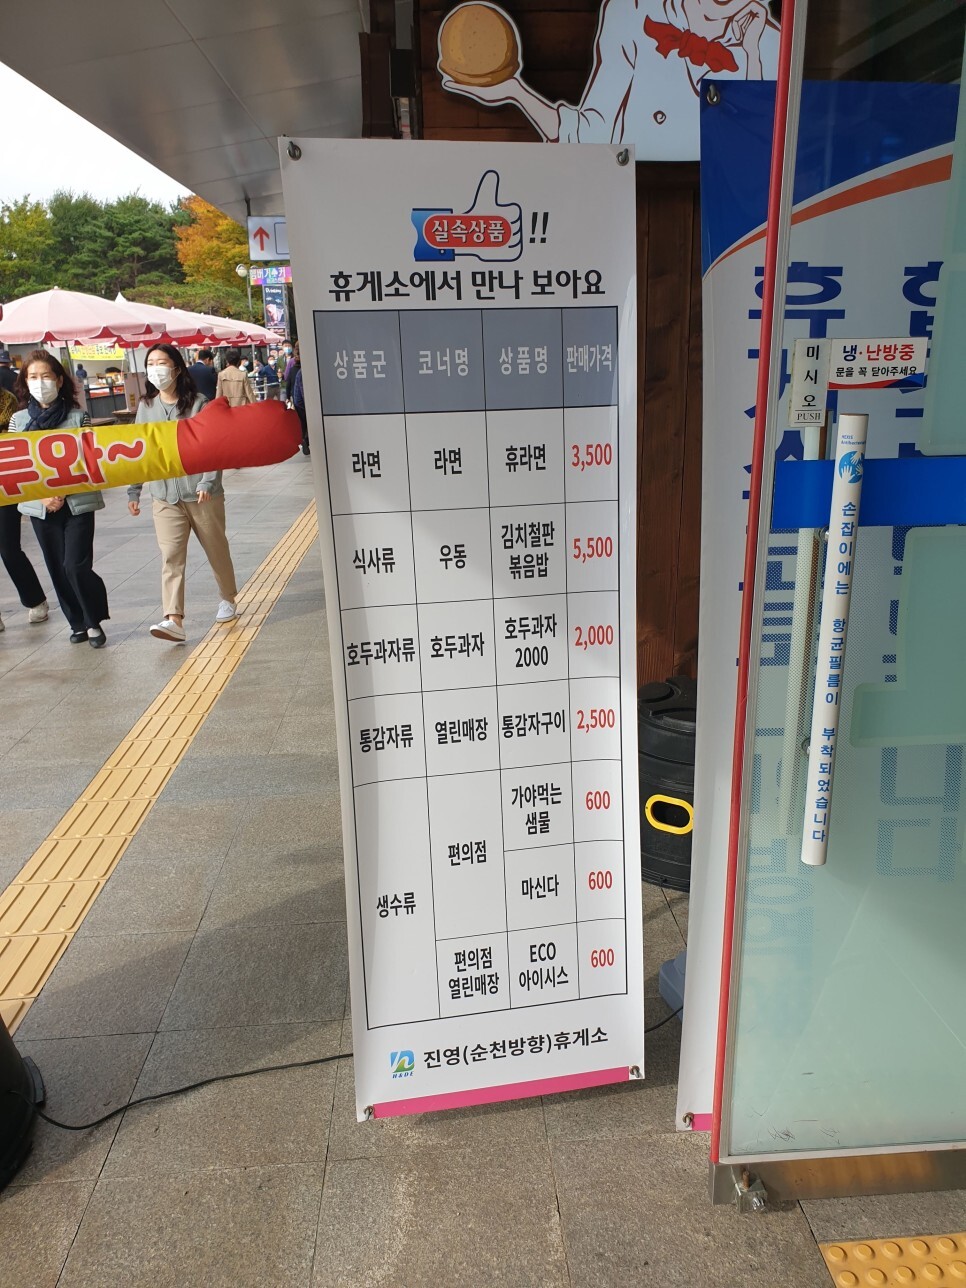 실속상품 !!
휴게소에서 만나 보아요
상품군 코너명 상품명 판매가격
라면 라면 휴라면 3,500
식사류 우동 김치철판 볶음밥 5,500
호두과자류 호두과자 호두과자 2000 2,000
통감자류 열린매장 통감자구이 2,500
생수류 편의점 가야먹는 샘물 600
마신다 600
편의점 열린매장 ECO 아이시스 600
진영(순천방향)휴게소
루와~
미시오
PUSH
냉·난방중
문을 꼭 닫아주세요
손잡이에는 항균필름이 부착되었습니다